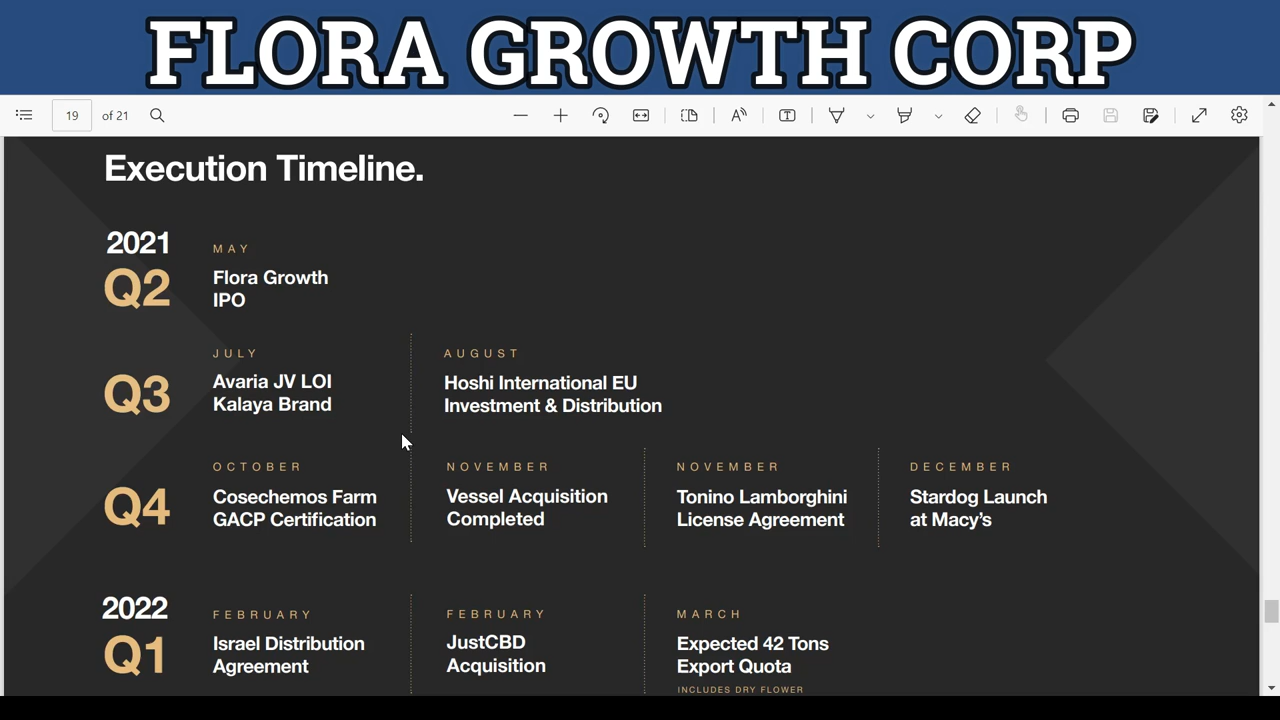 FLORA GROWTH CORP
19 of 21
Execution Timeline.
2021
Q2
MAY
Flora Growth
IPO
Q3
JULY
Avaria JV LOI
Kalaya Brand
AUGUST
Hoshi International EU
Investment & Distribution
Q4
OCTOBER
Cosechemos Farm
GACP Certification
NOVEMBER
Vessel Acquisition
Completed
NOVEMBER
Tonino Lamborghini
License Agreement
DECEMBER
Stardog Launch
at Macy's
2022
Q1
FEBRUARY
Israel Distribution
Agreement
FEBRUARY
JustCBD
Acquisition
MARCH
Expected 42 Tons
Export Quota
INCLUDES DRY FLOWER